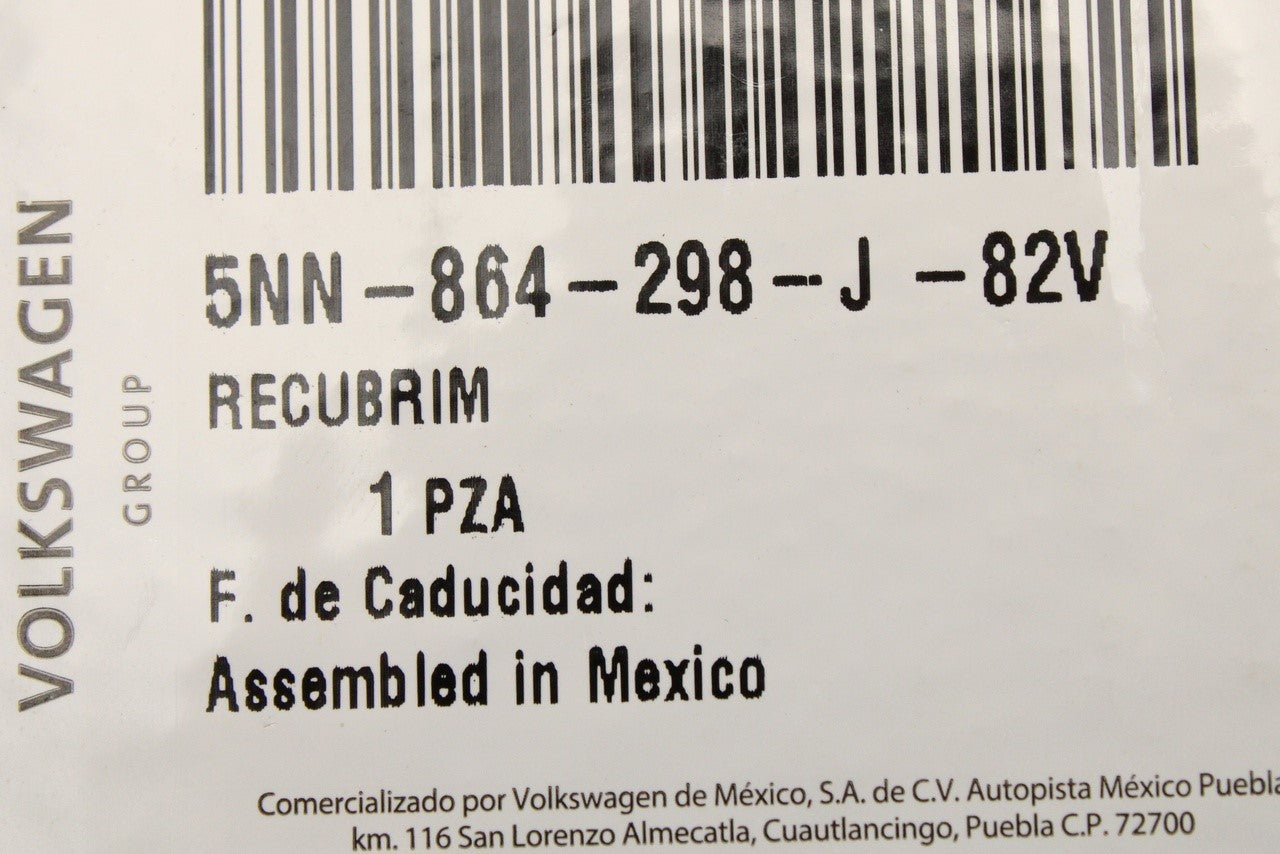 VOLKSWAGEN
GROUP
5NN-864-298-J -82V
RECUBRIM
1 PZA
F. de Caducidad:
Assembled in Mexico
Comercializado por Volkswagen de México, S.A. de C.V. Autopista México Puebla
km. 116 San Lorenzo Almecatla, Cuautlancingo, Puebla C.P. 72700